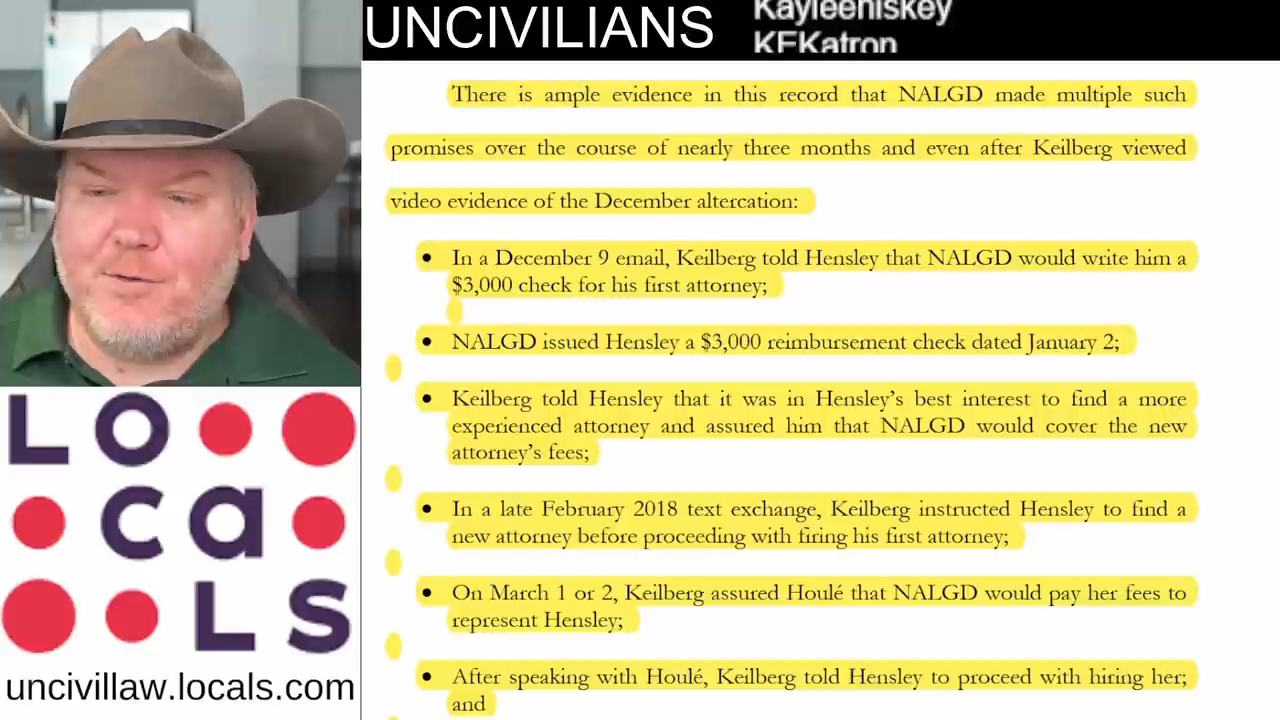 UNCIVILIANS
Kayleeniskey
KFKatron
There is ample evidence in this record that NALGD made multiple such
promises over the course of nearly three months and even after Keilberg viewed
video evidence of the December altercation:
• In a December 9 email, Keilberg told Hensley that NALGD would write him a
$3,000 check for his first attorney;
• NALGD issued Hensley a $3,000 reimbursement check dated January 2;
• Keilberg told Hensley that it was in Hensley's best interest to find a more
experienced attorney and assured him that NALGD would cover the new
attorney's fees;
• In a late February 2018 text exchange, Keilberg instructed Hensley to find a
new attorney before proceeding with firing his first attorney;
• On March 1 or 2, Keilberg assured Houlé that NALGD would pay her fees to
represent Hensley;
• After speaking with Houlé, Keilberg told Hensley to proceed with hiring her;
and
LO
ca
LS
uncivillaw.locals.com